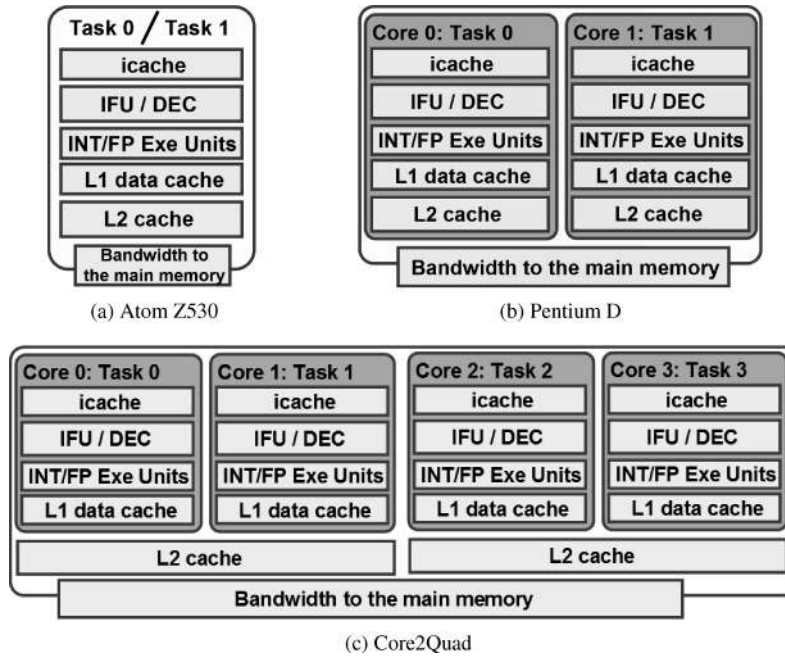 Task 0 / Task 1
icache
IFU / DEC
INT/FP Exe Units
L1 data cache
L2 cache
Bandwidth to
the main memory
(a) Atom Z530
Core 0: Task 0
icache
IFU / DEC
INT/FP Exe Units
L1 data cache
L2 cache
Core 1: Task 1
icache
IFU / DEC
INT/FP Exe Units
L1 data cache
L2 cache
Bandwidth to the main memory
(b) Pentium D
Core 0: Task 0
icache
IFU / DEC
INT/FP Exe Units
L1 data cache
Core 1: Task 1
icache
IFU / DEC
INT/FP Exe Units
L1 data cache
L2 cache
Core 2: Task 2
icache
IFU / DEC
INT/FP Exe Units
L1 data cache
Core 3: Task 3
icache
IFU / DEC
INT/FP Exe Units
L1 data cache
L2 cache
Bandwidth to the main memory
(c) Core2Quad